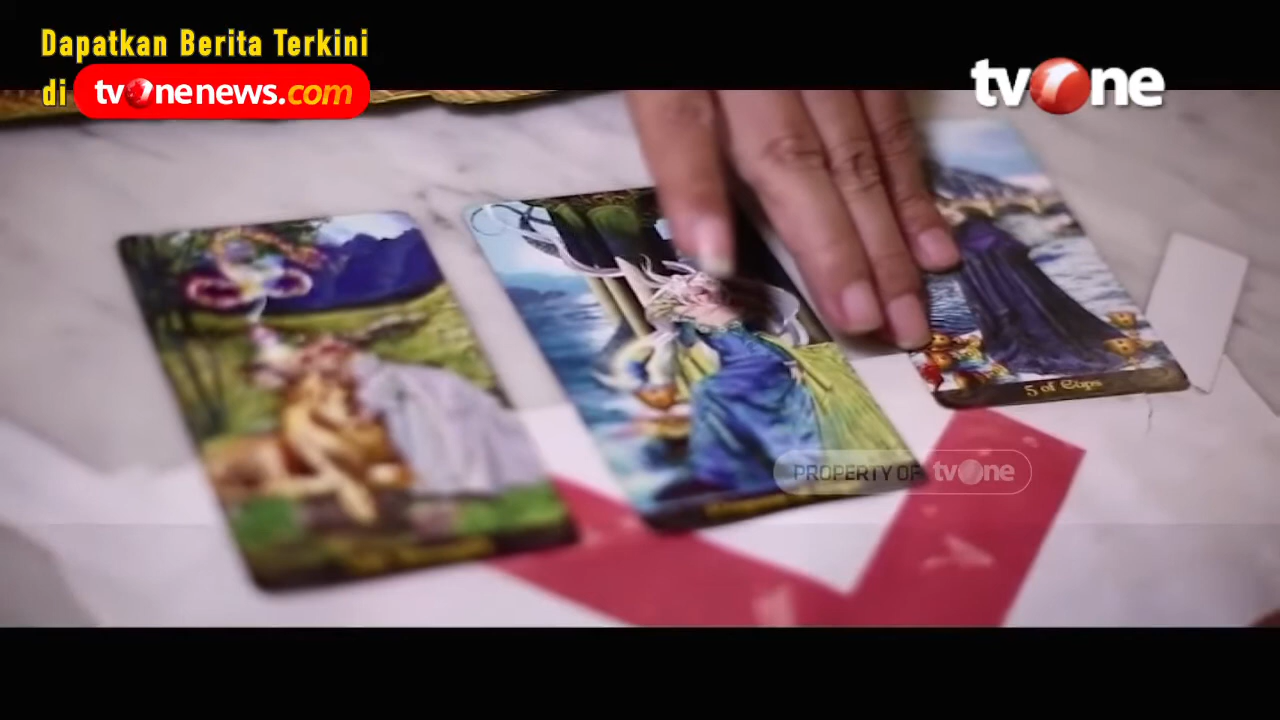 Dapatkan Berita Terkini
di tvonenews.com
tvOne
PROPERTY OF tvOne
5 of Cups